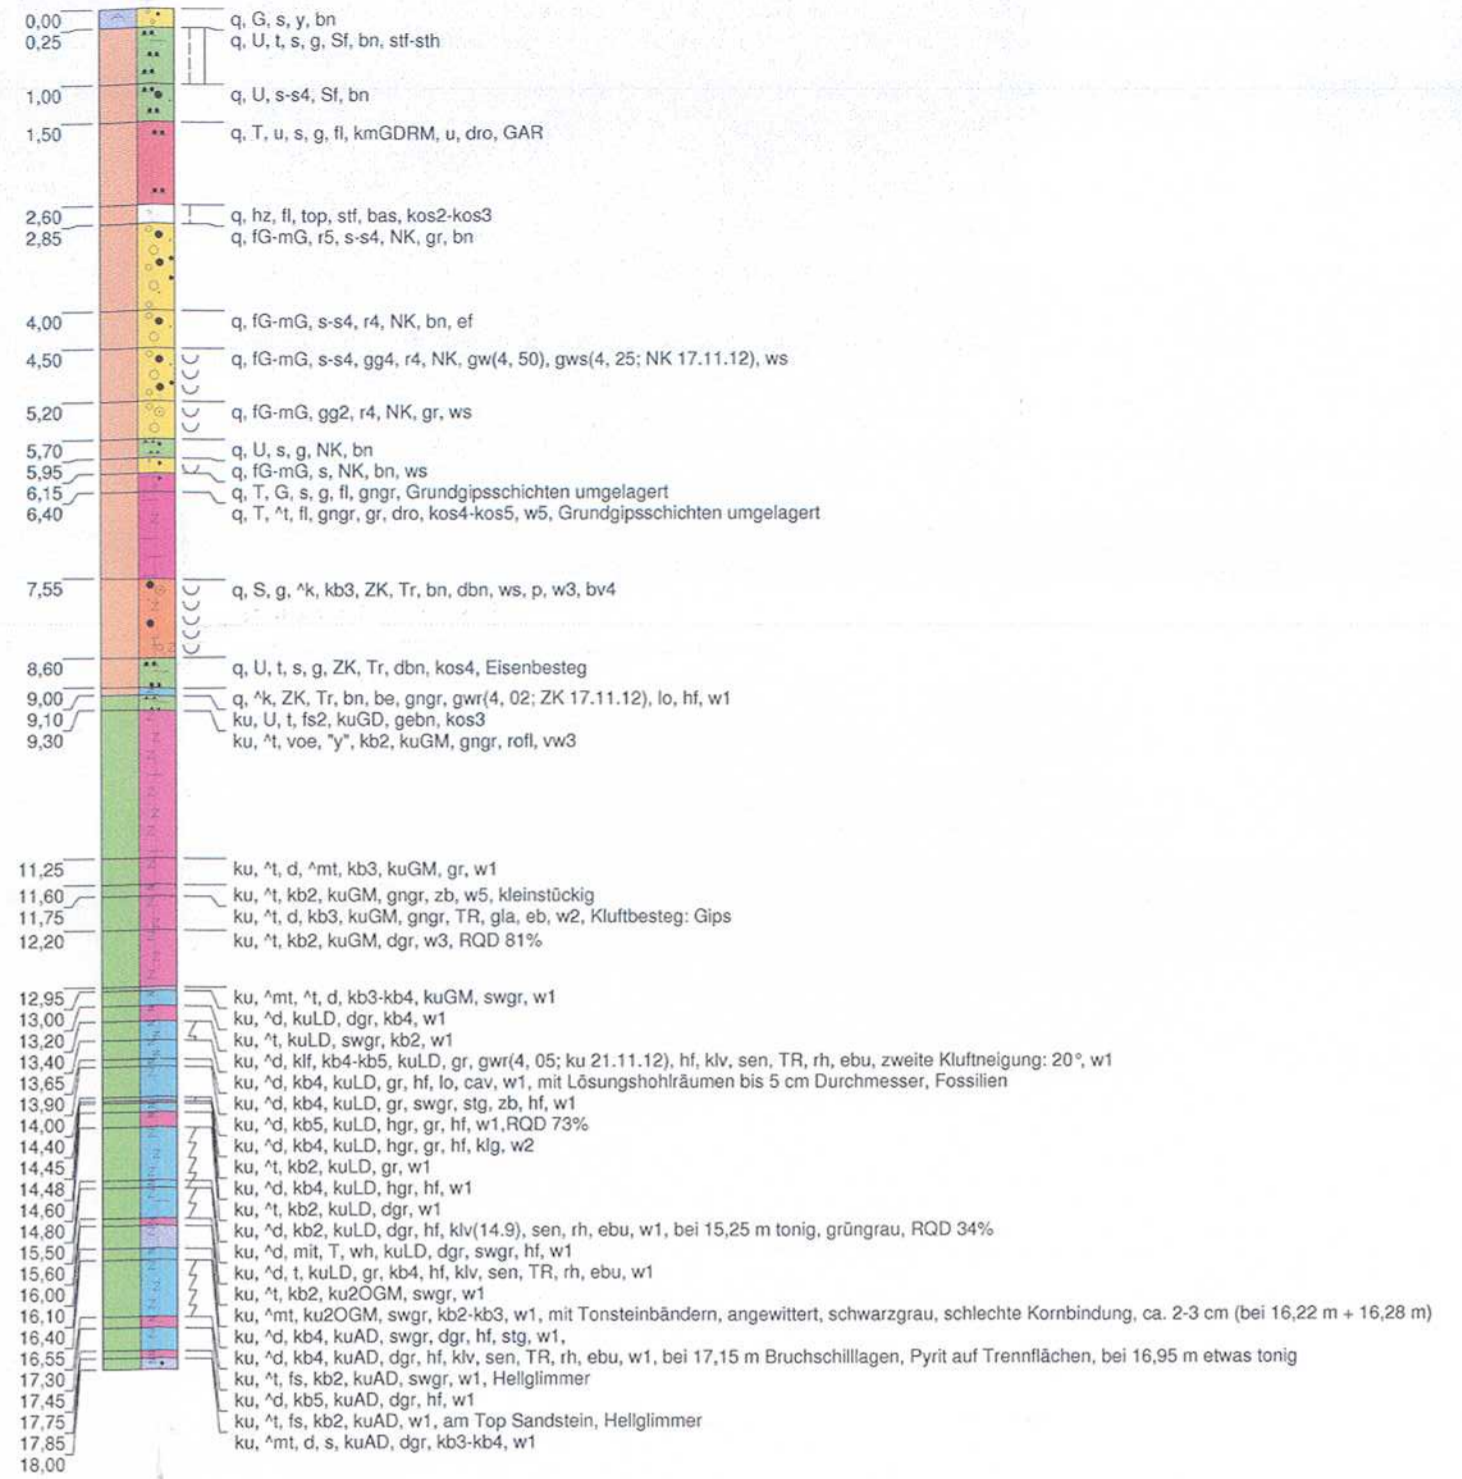 0,00 q, G, s, y, bn
0,25 q, U, t, s, g, Sf, bn, stf-sth
1,00 q, U, s-s4, Sf, bn
1,50 q, T, u, s, g, fl, kmGDRM, u, dro, GAR
2,60 q, hz, fl, top, stf, bas, kos2-kos3
2,85 q, fG-mG, r5, s-s4, NK, gr, bn
4,00 q, fG-mG, s-s4, r4, NK, bn, ef
4,50 q, fG-mG, s-s4, gg4, r4, NK, gw(4, 50), gws(4, 25; NK 17.11.12), ws
5,20 q, fG-mG, gg2, r4, NK, gr, ws
5,70 q, U, s, g, NK, bn
5,95 q, fG-mG, s, NK, bn, ws
6,15 q, T, G, s, g, fl, gngr, Grundgipsschichten umgelagert
6,40 q, T, ^t, fl, gngr, gr, dro, kos4-kos5, w5, Grundgipsschichten umgelagert
7,55 q, S, g, ^k, kb3, ZK, Tr, bn, dbn, ws, p, w3, bv4
8,60 q, U, t, s, g, ZK, Tr, dbn, kos4, Eisenbesteg
9,00 q, ^k, ZK, Tr, bn, be, gngr, gwr(4, 02; ZK 17.11.12), lo, hf, w1
9,10 ku, U, t, fs2, kuGD, gebn, kos3
9,30 ku, ^t, voe, "y", kb2, kuGM, gngr, rofl, vw3
11,25 ku, ^t, d, ^mt, kb3, kuGM, gr, w1
11,60 ku, ^t, kb2, kuGM, gngr, zb, w5, kleinstückig
11,75 ku, ^t, d, kb3, kuGM, gngr, TR, gla, eb, w2, Kluftbesteg: Gips
12,20 ku, ^t, kb2, kuGM, dgr, w3, RQD 81%
12,95 ku, ^mt, ^t, d, kb3-kb4, kuGM, swgr, w1
13,00 ku, ^d, kuLD, dgr, kb4, w1
13,20 ku, ^t, kuLD, swgr, kb2, w1
13,40 ku, ^d, klf, kb4-kb5, kuLD, gr, gwr(4, 05; ku 21.11.12), hf, klv, sen, TR, rh, ebu, zweite Kluftneigung: 20°, w1
13,65 ku, ^d, kb4, kuLD, gr, hf, lo, cav, w1, mit Lösungshohlräumen bis 5 cm Durchmesser, Fossilien
13,90 ku, ^d, kb4, kuLD, gr, swgr, stg, zb, hf, w1
14,00 ku, ^d, kb5, kuLD, hgr, gr, hf, w1,RQD 73%
14,40 ku, ^d, kb4, kuLD, hgr, gr, hf, klg, w2
14,45 ku, ^t, kb2, kuLD, gr, w1
14,48 ku, ^d, kb4, kuLD, hgr, hf, w1
14,60 ku, ^t, kb2, kuLD, dgr, w1
14,80 ku, ^d, kb2, kuLD, dgr, hf, klv(14.9), sen, rh, ebu, w1, bei 15,25 m tonig, grüngrau, RQD 34%
15,50 ku, ^d, mit, T, wh, kuLD, dgr, swgr, hf, w1
15,60 ku, ^d, t, kuLD, gr, kb4, hf, klv, sen, TR, rh, ebu, w1
16,00 ku, ^t, kb2, ku2OGM, swgr, w1
16,10 ku, ^mt, ku2OGM, swgr, kb2-kb3, w1, mit Tonsteinbändern, angewittert, schwarzgrau, schlechte Kornbindung, ca. 2-3 cm (bei 16,22 m + 16,28 m)
16,40 ku, ^d, kb4, kuAD, swgr, dgr, hf, stg, w1,
16,55 ku, ^d, kb4, kuAD, dgr, hf, klv, sen, TR, rh, ebu, w1, bei 17,15 m Bruchschilllagen, Pyrit auf Trennflächen, bei 16,95 m etwas tonig
17,30 ku, ^t, fs, kb2, kuAD, swgr, w1, Hellglimmer
17,45 ku, ^d, kb5, kuAD, dgr, hf, w1
17,75 ku, ^t, fs, kb2, kuAD, w1, am Top Sandstein, Hellglimmer
17,85 ku, ^mt, d, s, kuAD, dgr, kb3-kb4, w1
18,00